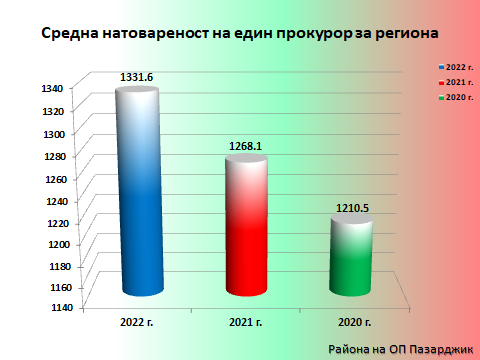 Средна натовареност на един прокурор за региона
2022 г.
2021 г.
2020 г.
1340
1320
1300
1280
1260
1240
1220
1200
1180
1160
1140
1331.6
1268.1
1210.5
2022 г.
2021 г.
2020 г.
Района на ОП Пазарджик